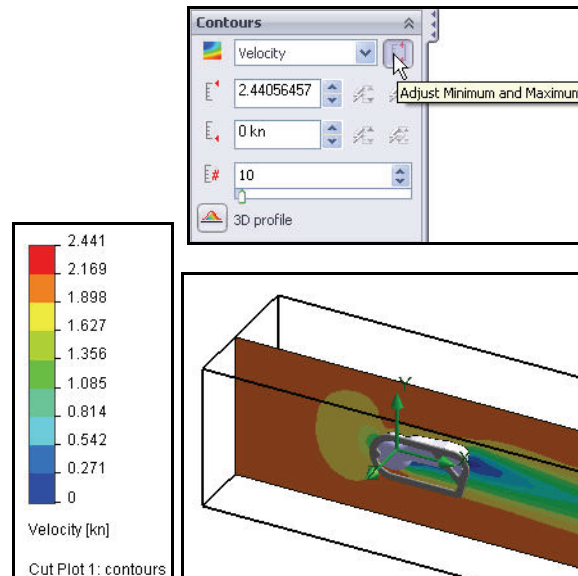 Contours
Velocity
2.44056457
Adjust Minimum and Maximum
0 kn
#
10
3D profile
2.441
2.169
1.898
1.627
1.356
1.085
0.814
0.542
0.271
0
Velocity [kn]
Cut Plot 1: contours
Y
X